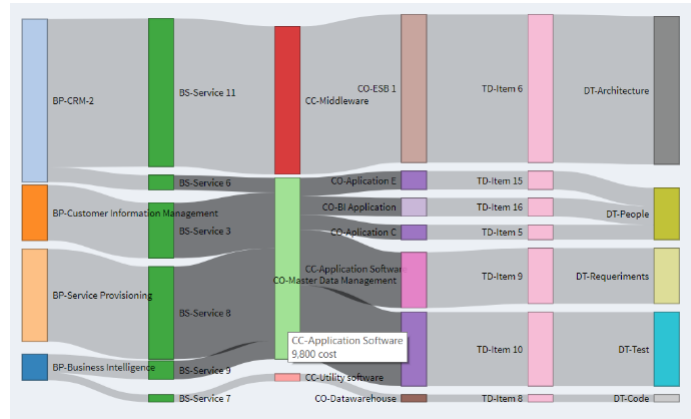 BP-CRM-2
BS-Service 11
CC-Middleware
CO-ESB 1
TD-Item 6
DT-Architecture
BS-Service 6
CO-Aplication E
TD-Item 15
BP-Customer Information Management
BS-Service 3
CO-BI Application
TD-Item 16
DT-People
CO-Aplication C
TD-Item 5
CC-Application Software
CO-Master Data Management
TD-Item 9
DT-Requeriments
BP-Service Provisioning
BS-Service 8
CC-Application Software
9,800 cost
TD-Item 10
DT-Test
BP-Business Intelligence
BS-Service 9
CC-Utility software
BS-Service 7
CO-Datawarehouse
TD-Item 8
DT-Code